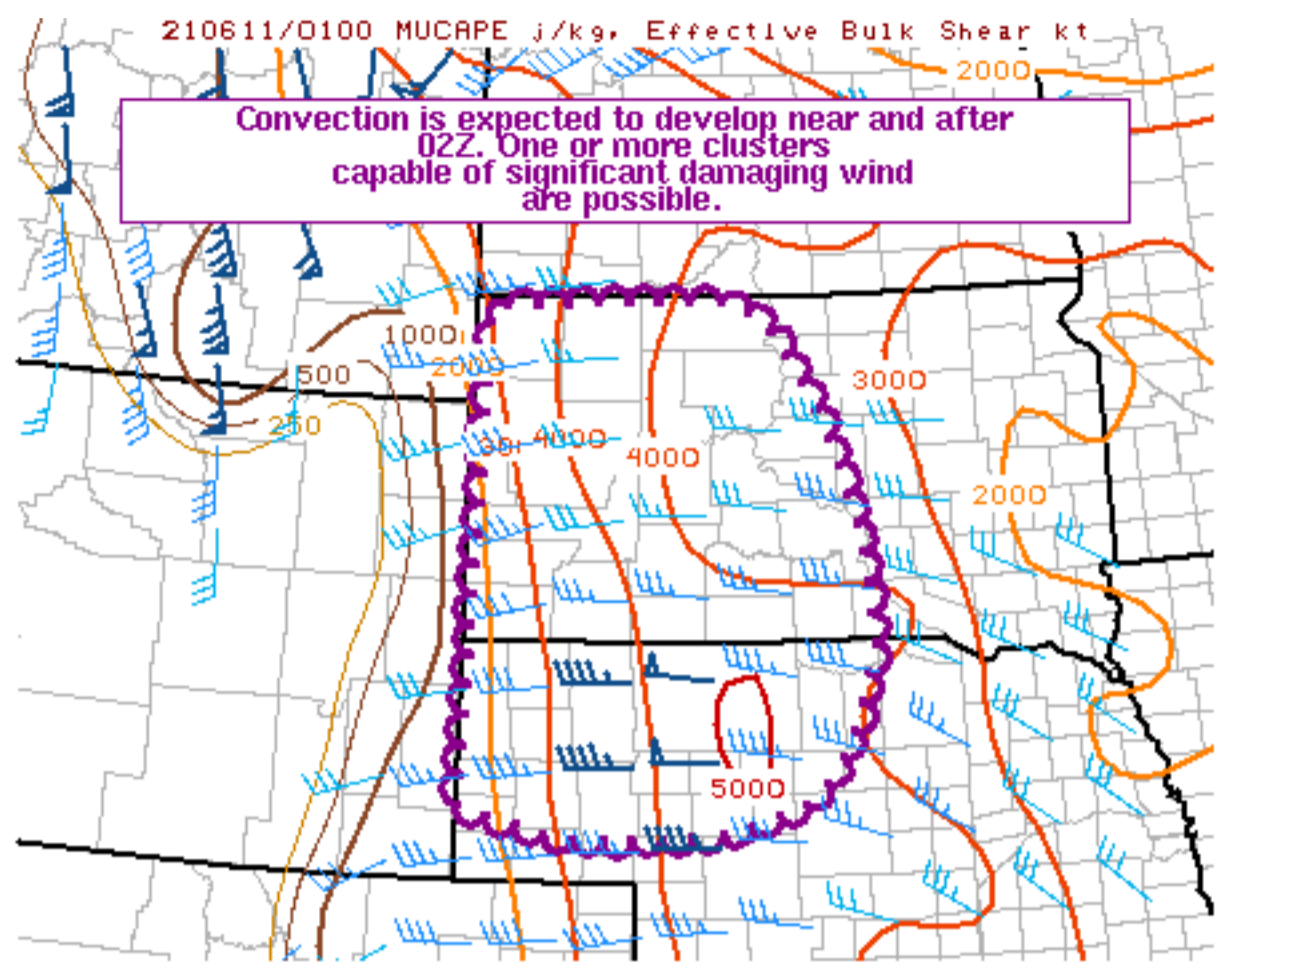 210611/0100 MUCAPE j/kg, Effective Bulk Shear kt
2000
Convection is expected to develop near and after
02Z. One or more clusters
capable of significant damaging wind
are possible.
1000
2000
500
3000
250
4000
4000
2000
5000